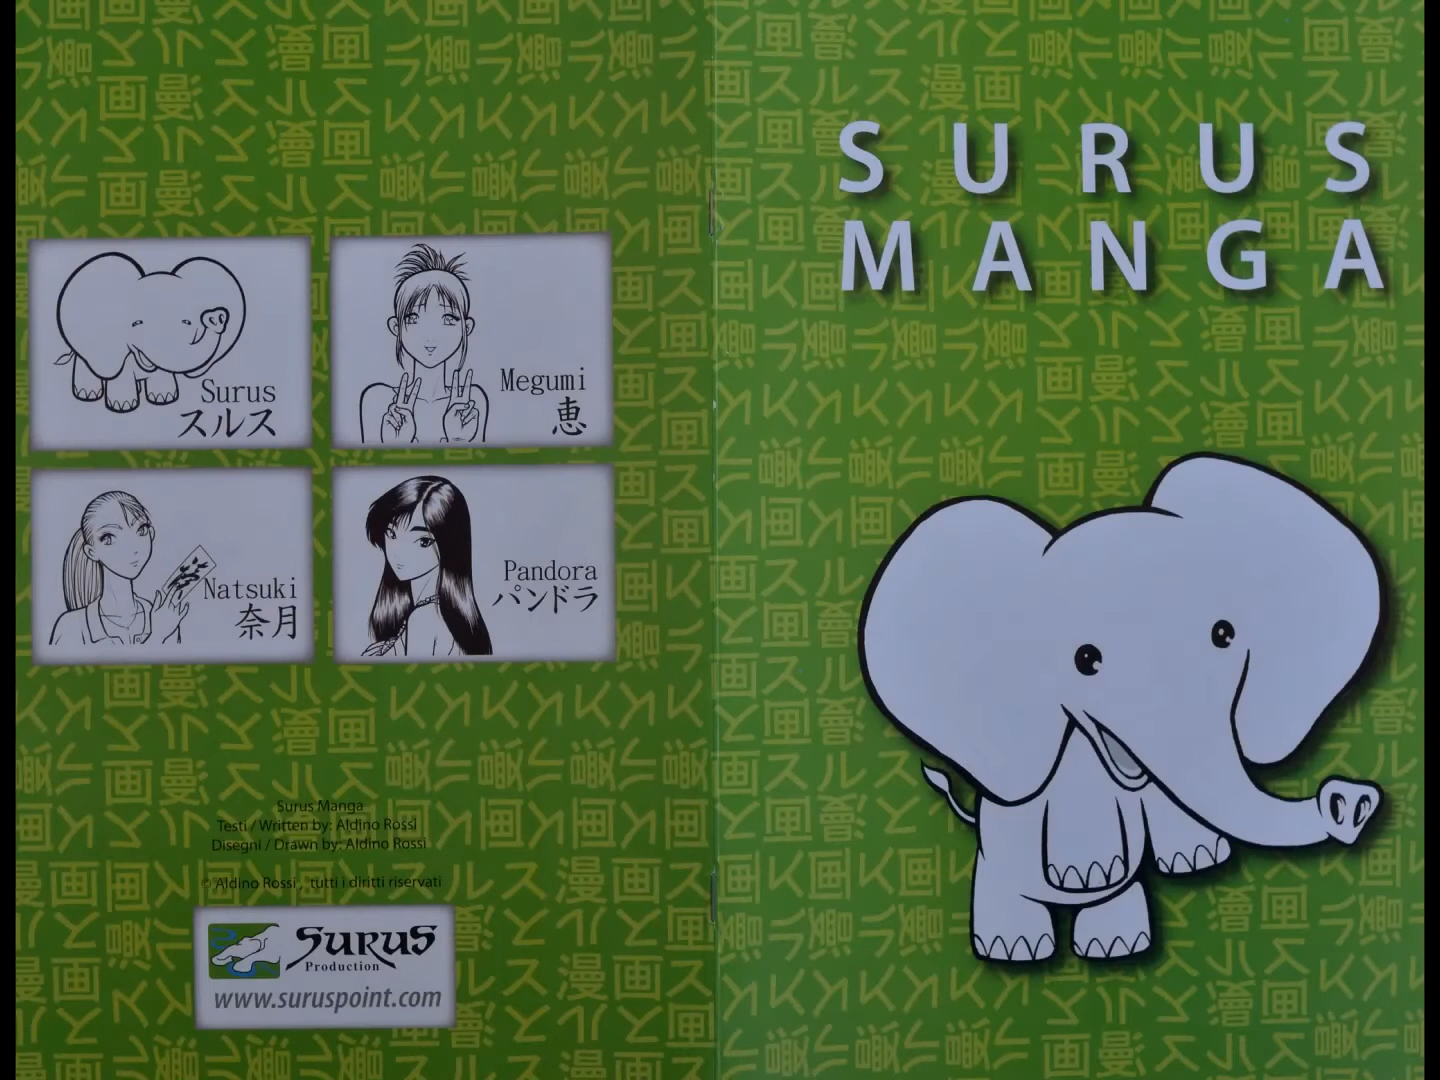 SURUS
MANGA
Surus
スルス
Megumi
恵
Natsuki
奈月
Pandora
パンドラ
Surus Manga
Testi / Written by: Aldino Rossi
Disegni / Drawn by: Aldino Rossi
© Aldino Rossi , tutti i diritti riservati
SURUS
Production
www.suruspoint.com